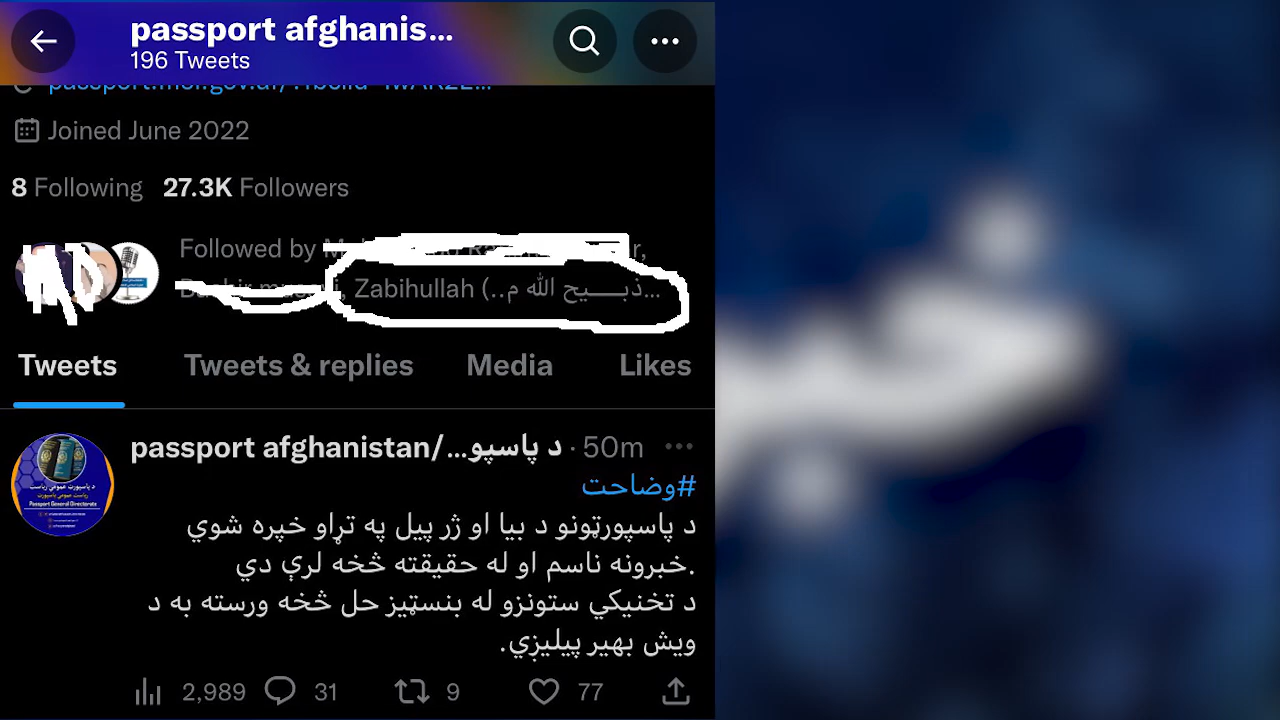 passport afghanis...
196 Tweets
Joined June 2022
8 Following 27.3K Followers
Followed by
Zabihullah (..ذبـــیح الله م...
Tweets Tweets & replies Media Likes
passport afghanistan/...د پاسپو · 50m
#وضاحت
د پاسپورټونو د بیا او ژر پیل په تړاو خپره شوي
خبرونه ناسم او له حقیقته څخه لرې دي.
د تخنیکي ستونزو له بنسټیز حل څخه ورسته به د
ویش بهیر پیلیږي.
2,989 31 9 77
Passport General Directorate